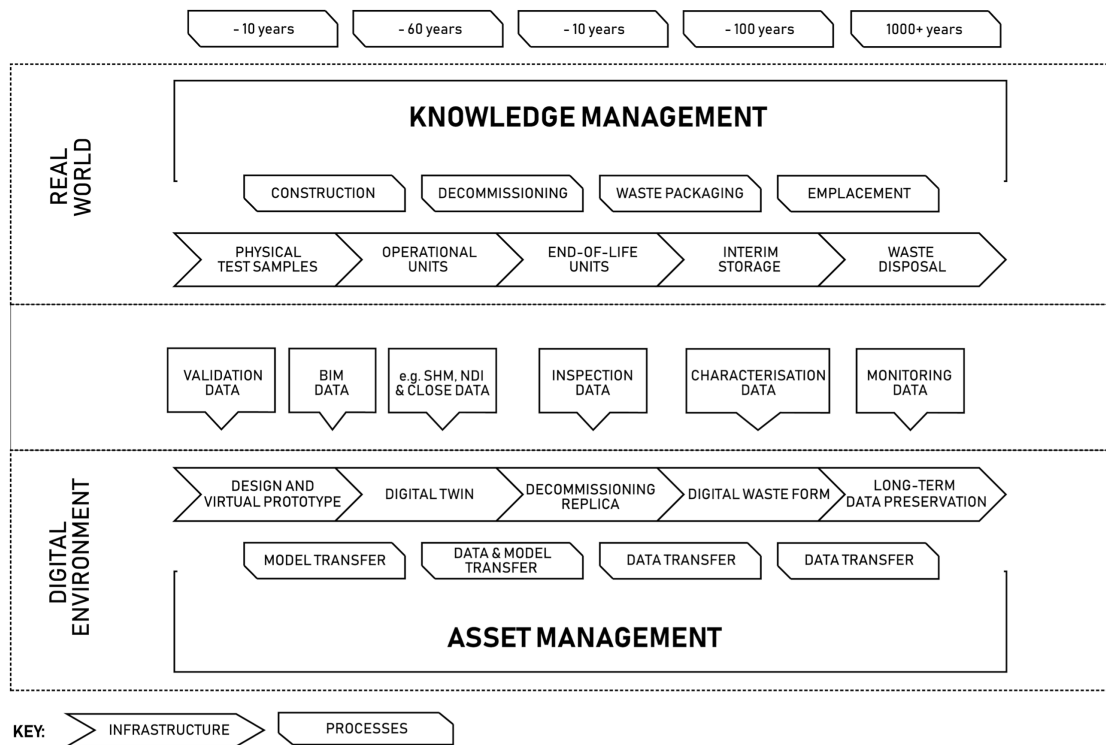 - 10 years
- 60 years
- 10 years
- 100 years
1000+ years
REAL
WORLD
KNOWLEDGE MANAGEMENT
CONSTRUCTION
DECOMMISSIONING
WASTE PACKAGING
EMPLACEMENT
PHYSICAL
TEST SAMPLES
OPERATIONAL
UNITS
END-OF-LIFE
UNITS
INTERIM
STORAGE
WASTE
DISPOSAL
VALIDATION
DATA
BIM
DATA
e.g. SHM, NDI
& CLOSE DATA
INSPECTION
DATA
CHARACTERISATION
DATA
MONITORING
DATA
DIGITAL
ENVIRONMENT
DESIGN AND
VIRTUAL PROTOTYPE
DIGITAL TWIN
DECOMMISSIONING
REPLICA
DIGITAL WASTE FORM
LONG-TERM
DATA PRESERVATION
MODEL TRANSFER
DATA & MODEL
TRANSFER
DATA TRANSFER
DATA TRANSFER
ASSET MANAGEMENT
KEY:
INFRASTRUCTURE
PROCESSES